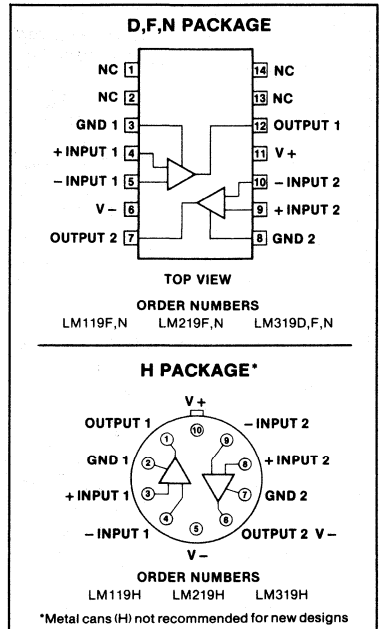 D,F,N PACKAGE
NC 1 14 NC
NC 2 13 NC
GND 1 3 12 OUTPUT 1
+ INPUT 1 4 11 V +
− INPUT 1 5 10 − INPUT 2
V − 6 9 + INPUT 2
OUTPUT 2 7 8 GND 2
TOP VIEW
ORDER NUMBERS
LM119F,N LM219F,N LM319D,F,N
H PACKAGE*
V +
OUTPUT 1 10 − INPUT 2
1 9
GND 1 2 8 + INPUT 2
+ INPUT 1 3 7 GND 2
4 6
− INPUT 1 5 OUTPUT 2 V −
V −
ORDER NUMBERS
LM119H LM219H LM319H
*Metal cans (H) not recommended for new designs